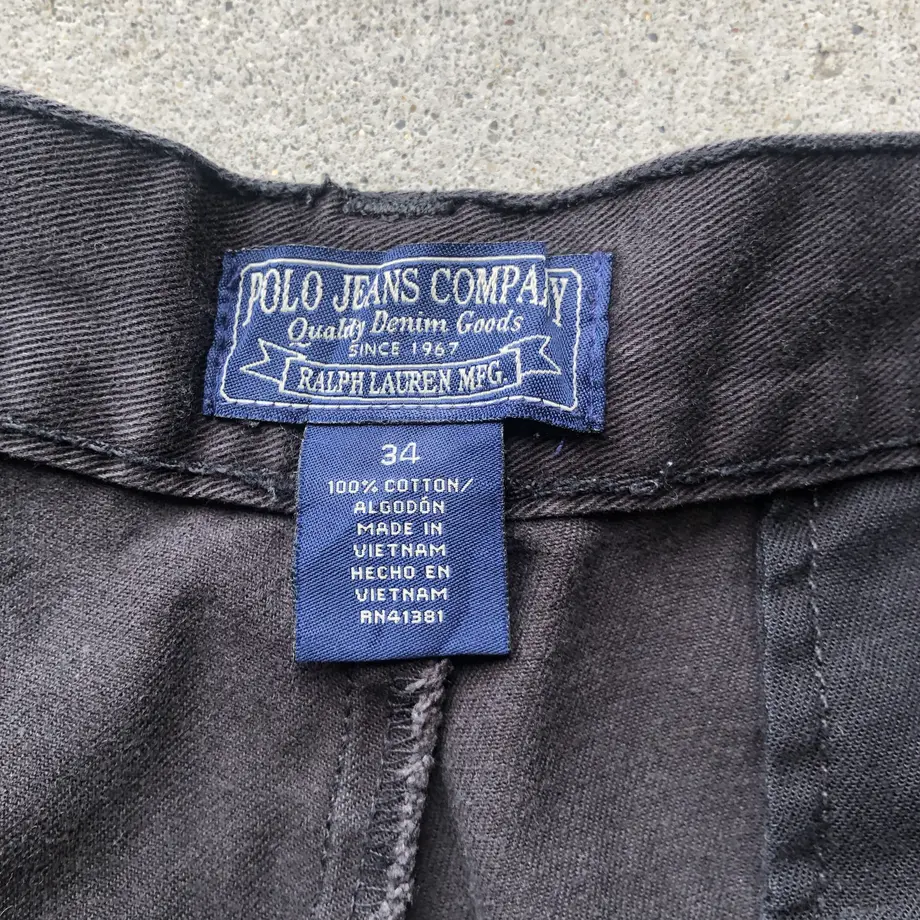 POLO JEANS COMPANY
Quality Denim Goods
SINCE 1967
RALPH LAUREN MFG.
34
100% COTTON/
ALGODÓN
MADE IN
VIETNAM
HECHO EN
VIETNAM
RN41381